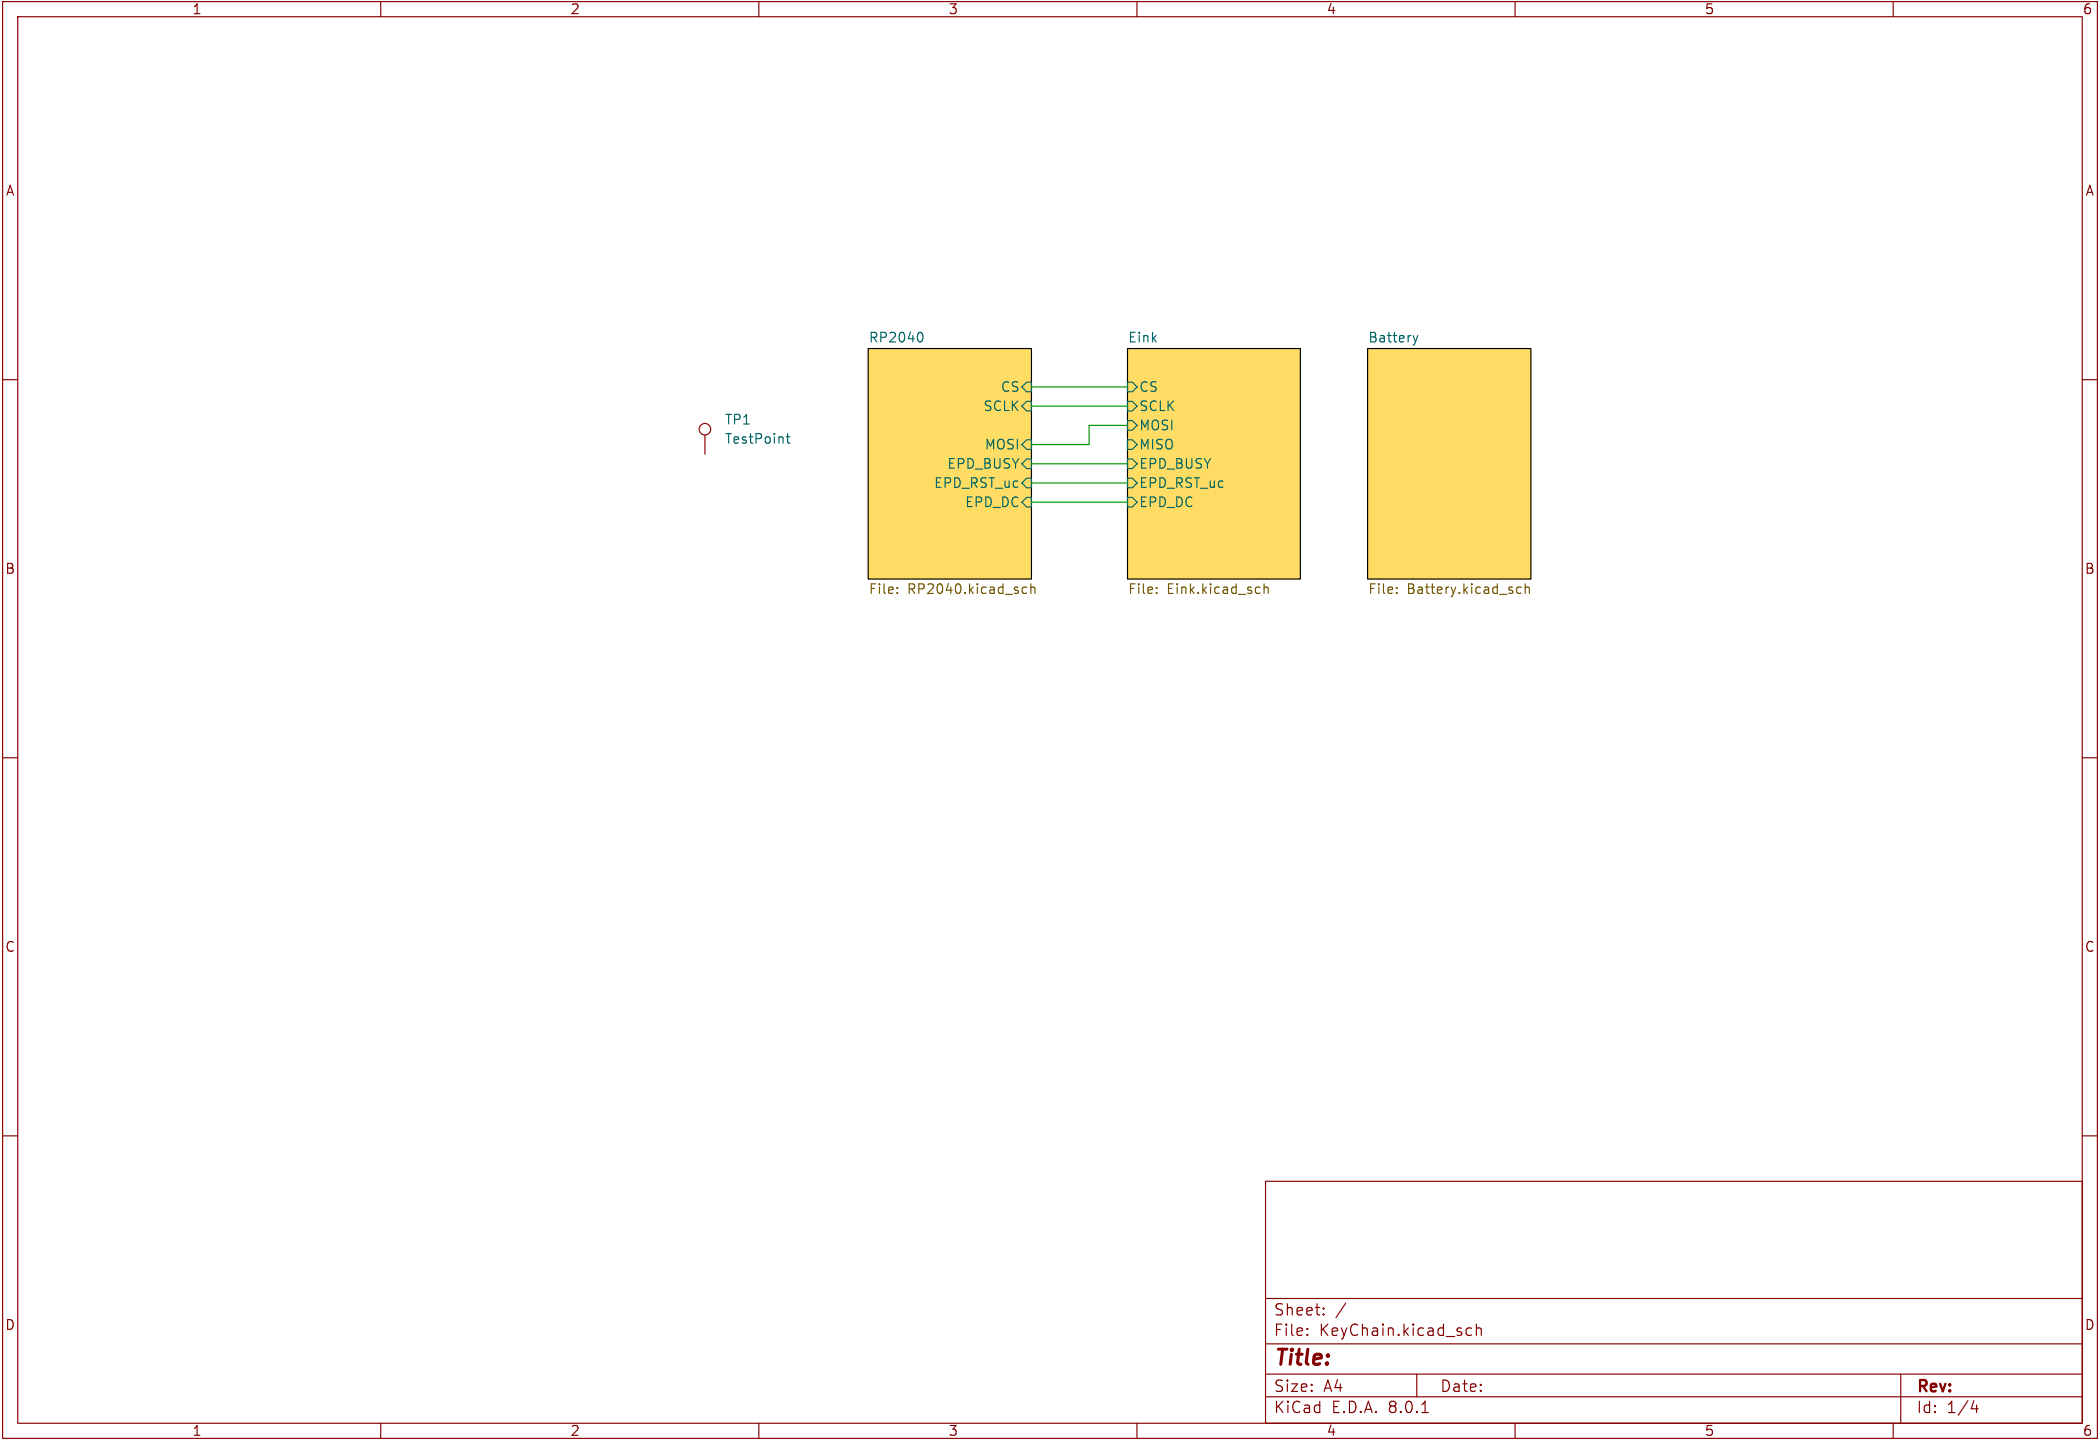 1 2 3 4 5 6
A A
RP2040 Eink Battery
CS CS
SCLK SCLK
TP1 MOSI
TestPoint
MOSI MISO
EPD_BUSY EPD_BUSY
EPD_RST_uc EPD_RST_uc
EPD_DC EPD_DC
B B
File: RP2040.kicad_sch File: Eink.kicad_sch File: Battery.kicad_sch
C C
Sheet: /
D D
File: KeyChain.kicad_sch
Title:
Size: A4 Date: Rev:
KiCad E.D.A. 8.0.1 Id: 1/4
1 2 3 4 5 6